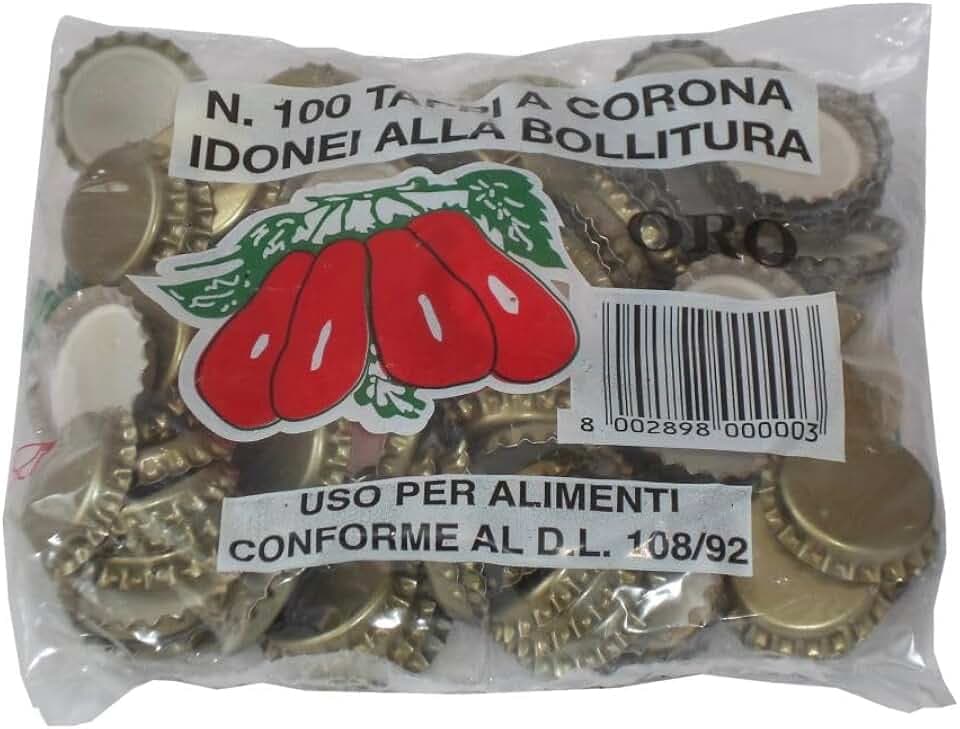 N. 100 TAPPI A CORONA
IDONEI ALLA BOLLITURA
ORO
8 002898 000003
USO PER ALIMENTI
CONFORME AL D.L. 108/92